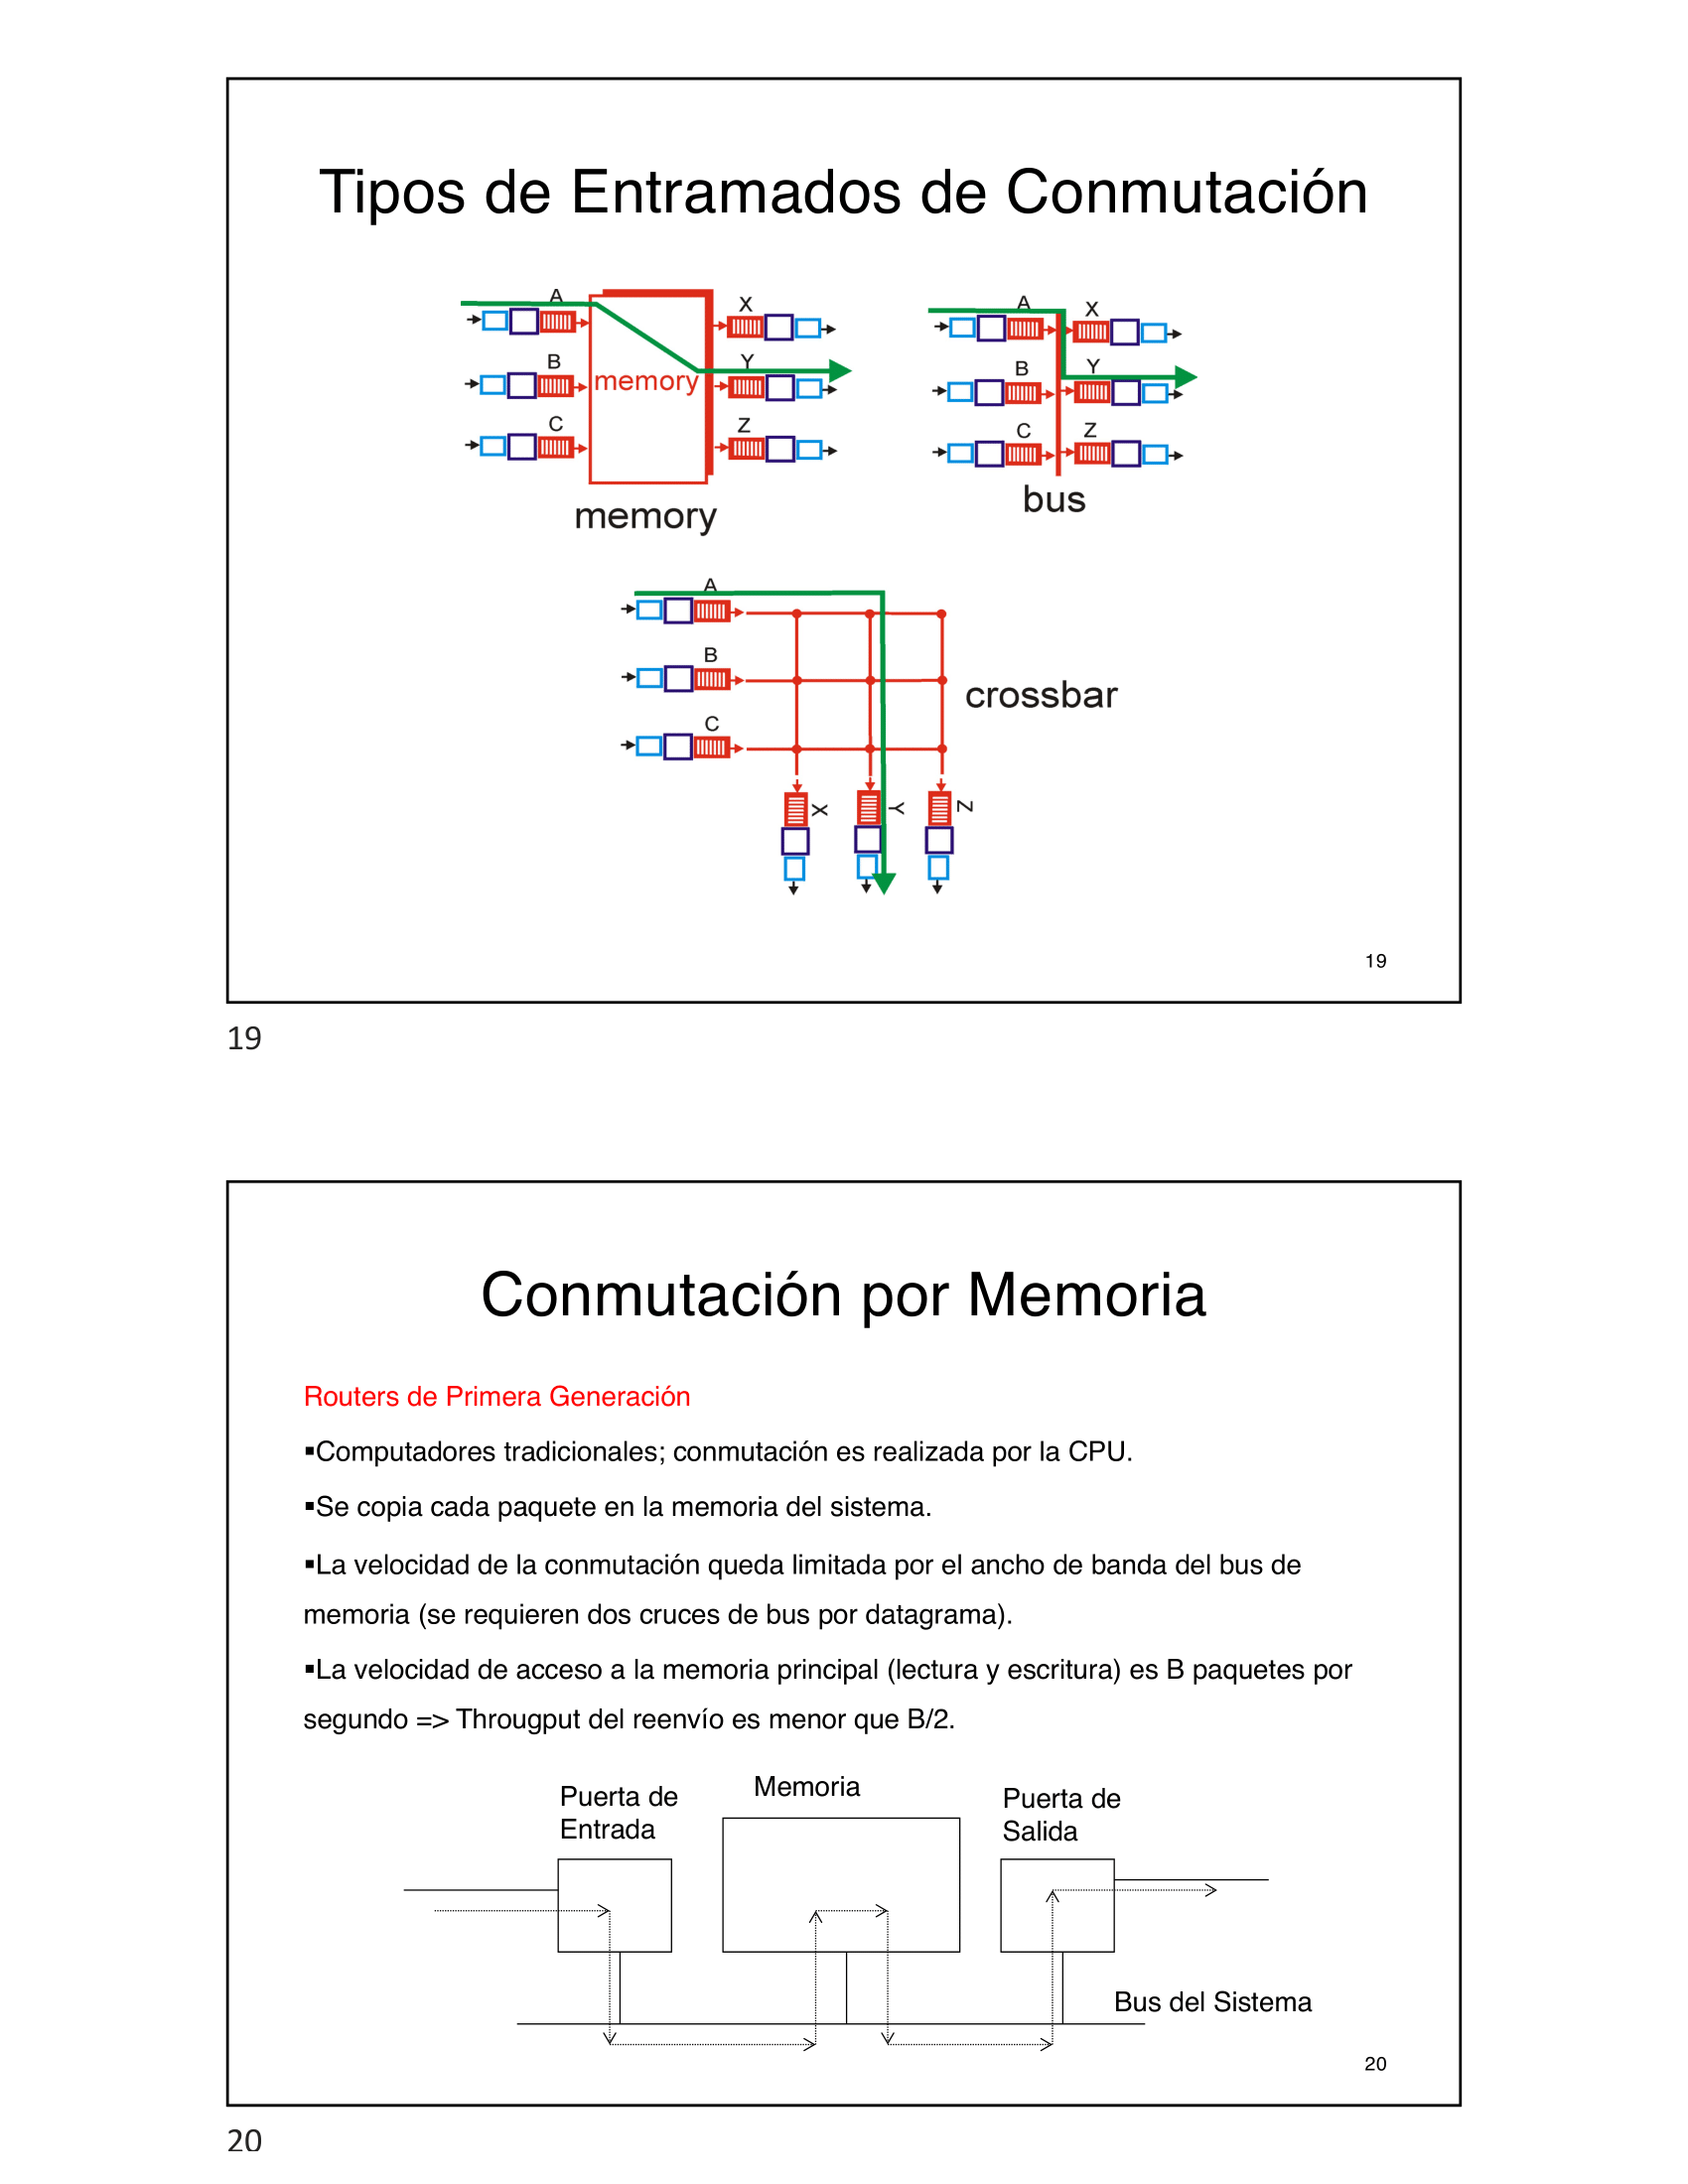 Tipos de Entramados de Conmutación
A
B
C
memory
X
Y
Z
memory
A
B
C
X
Y
Z
bus
A
B
C
crossbar
X
Y
Z
19
19
Conmutación por Memoria
Routers de Primera Generación
▪Computadores tradicionales; conmutación es realizada por la CPU.
▪Se copia cada paquete en la memoria del sistema.
▪La velocidad de la conmutación queda limitada por el ancho de banda del bus de
memoria (se requieren dos cruces de bus por datagrama).
▪La velocidad de acceso a la memoria principal (lectura y escritura) es B paquetes por
segundo => Througput del reenvío es menor que B/2.
Puerta de
Entrada
Memoria
Puerta de
Salida
Bus del Sistema
20
20